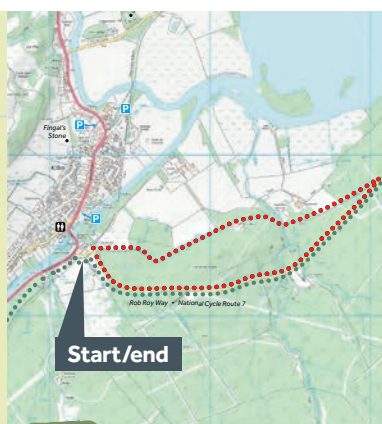 P
Fingal's
Stone
P
P
Rob Roy Way • National Cycle Route 7
Start/end